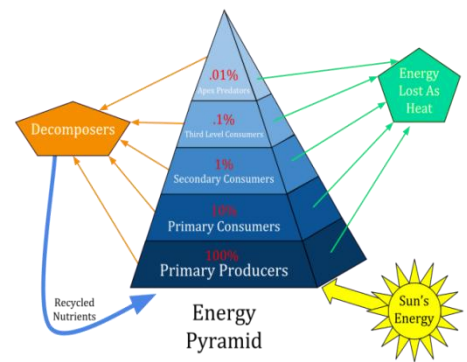 .01%
Apex Predators
.1%
Third Level Consumers
1%
Secondary Consumers
10%
Primary Consumers
100%
Primary Producers
Decomposers
Energy
Lost As
Heat
Recycled
Nutrients
Energy
Pyramid
Sun's
Energy